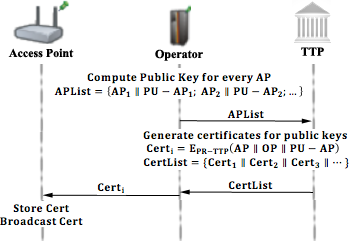 Access Point
Operator
TTP
Compute Public Key for every AP
APList = {AP₁ ∥ PU − AP₁; AP₂ ∥ PU − AP₂; …}
APList
Generate certificates for public keys
Certᵢ = E_PR−TTP(AP ∥ OP ∥ PU − AP)
CertList = {Cert₁ ∥ Cert₂ ∥ Cert₃ ∥ ⋯}
Certᵢ
CertList
Store Cert
Broadcast Cert